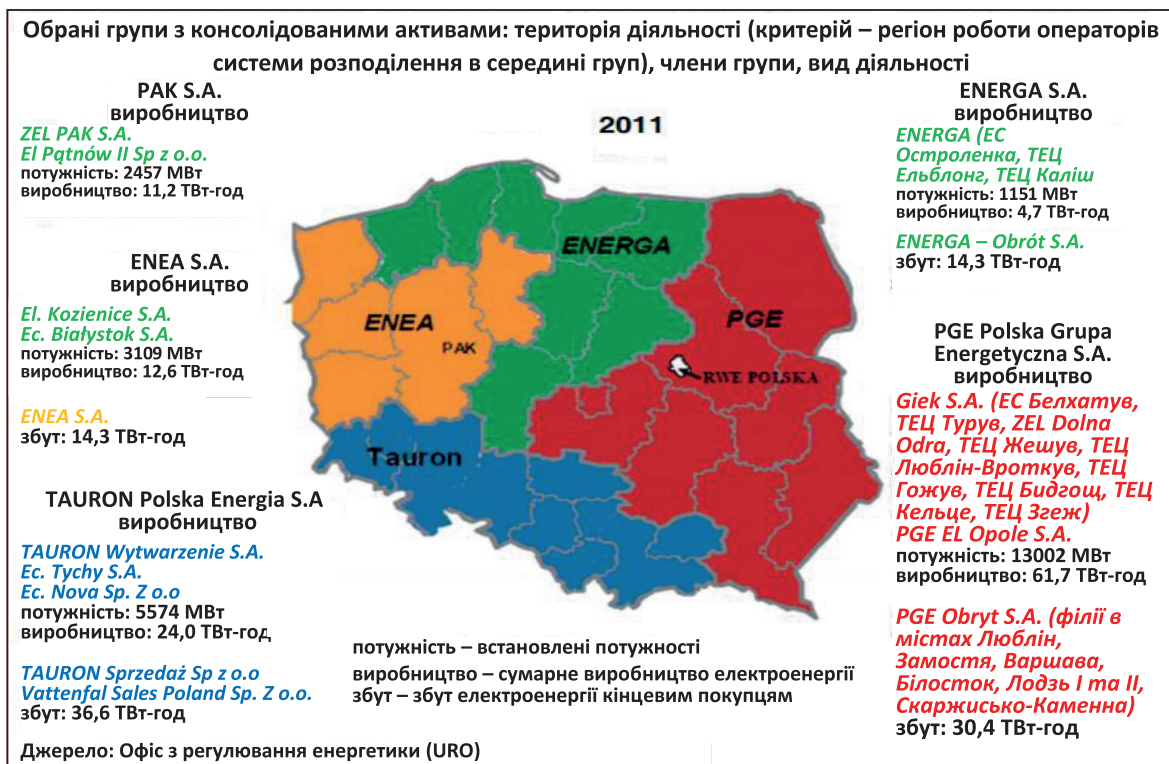 Обрані групи з консолідованими активами: територія діяльності (критерій – регіон роботи операторів
системи розподілення в середині груп), члени групи, вид діяльності
PAK S.A.
виробництво
ZEL PAK S.A.
El Pątnów II Sp z o.o.
потужність: 2457 МВт
виробництво: 11,2 ТВт-год
ENEA S.A.
виробництво
El. Kozienice S.A.
Ec. Białystok S.A.
потужність: 3109 МВт
виробництво: 12,6 ТВт-год
ENEA S.A.
збут: 14,3 ТВт-год
TAURON Polska Energia S.A
виробництво
TAURON Wytwarzenie S.A.
Ec. Tychy S.A.
Ec. Nova Sp. Z o.o
потужність: 5574 МВт
виробництво: 24,0 ТВт-год
TAURON Sprzedaż Sp z o.o
Vattenfal Sales Poland Sp. Z o.o.
збут: 36,6 ТВт-год
2011
ENERGA
ENEA
PAK
PGE
RWE POLSKA
Tauron
потужність – встановлені потужності
виробництво – сумарне виробництво електроенергії
збут – збут електроенергії кінцевим покупцям
ENERGA S.A.
виробництво
ENERGA (ЕС
Остроленка, ТЕЦ
Ельблонг, ТЕЦ Каліш
потужність: 1151 МВт
виробництво: 4,7 ТВт-год
ENERGA – Obrót S.A.
збут: 14,3 ТВт-год
PGE Polska Grupa
Energetyczna S.A.
виробництво
Giek S.A. (ЕС Белхатув,
ТЕЦ Турув, ZEL Dolna
Odra, ТЕЦ Жешув, ТЕЦ
Люблін-Вроткув, ТЕЦ
Гожув, ТЕЦ Бидгощ, ТЕЦ
Кельце, ТЕЦ Згеж)
PGE EL Opole S.A.
потужність: 13002 МВт
виробництво: 61,7 ТВт-год
PGE Obryt S.A. (філії в
містах Люблін,
Замостя, Варшава,
Білосток, Лодзь І та ІІ,
Скаржисько-Каменна)
збут: 30,4 ТВт-год
Джерело: Офіс з регулювання енергетики (URO)